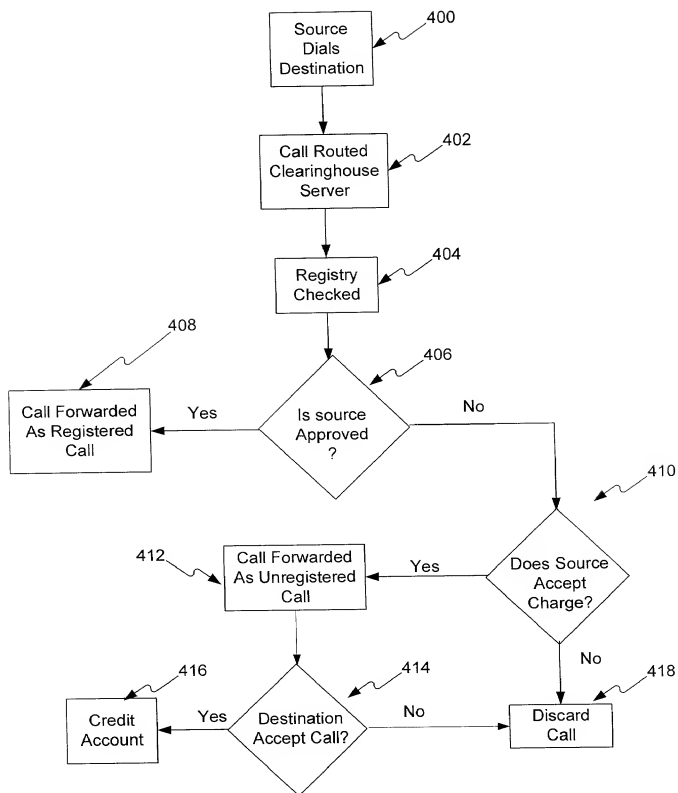 Source
Dials
Destination
400
Call Routed
Clearinghouse
Server
402
Registry
Checked
404
408
406
Call Forwarded
As Registered
Call
Yes
Is source
Approved
?
No
410
412
Call Forwarded
As Unregistered
Call
Yes
Does Source
Accept
Charge?
No
416
414
418
Credit
Account
Yes
Destination
Accept Call?
No
Discard
Call